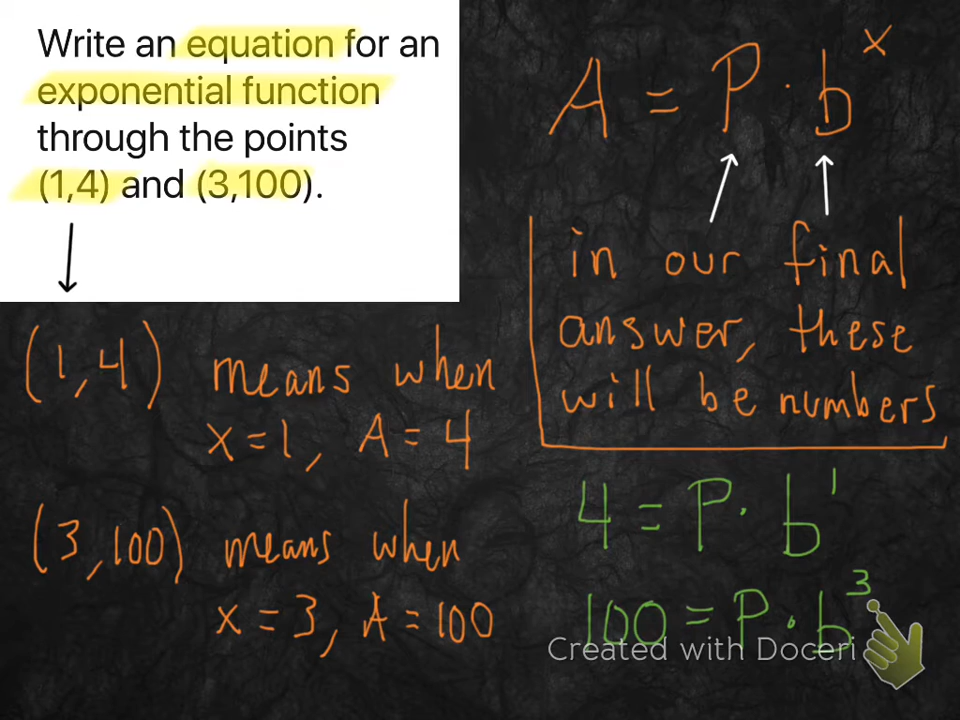 Write an equation for an
exponential function
through the points
(1,4) and (3,100).
A = P · b^x
in our final
answer, these
will be numbers
(1,4) means when
x = 1, A = 4
(3,100) means when
x = 3, A = 100
4 = P · b^1
100 = P · b^3
Created with Doceri